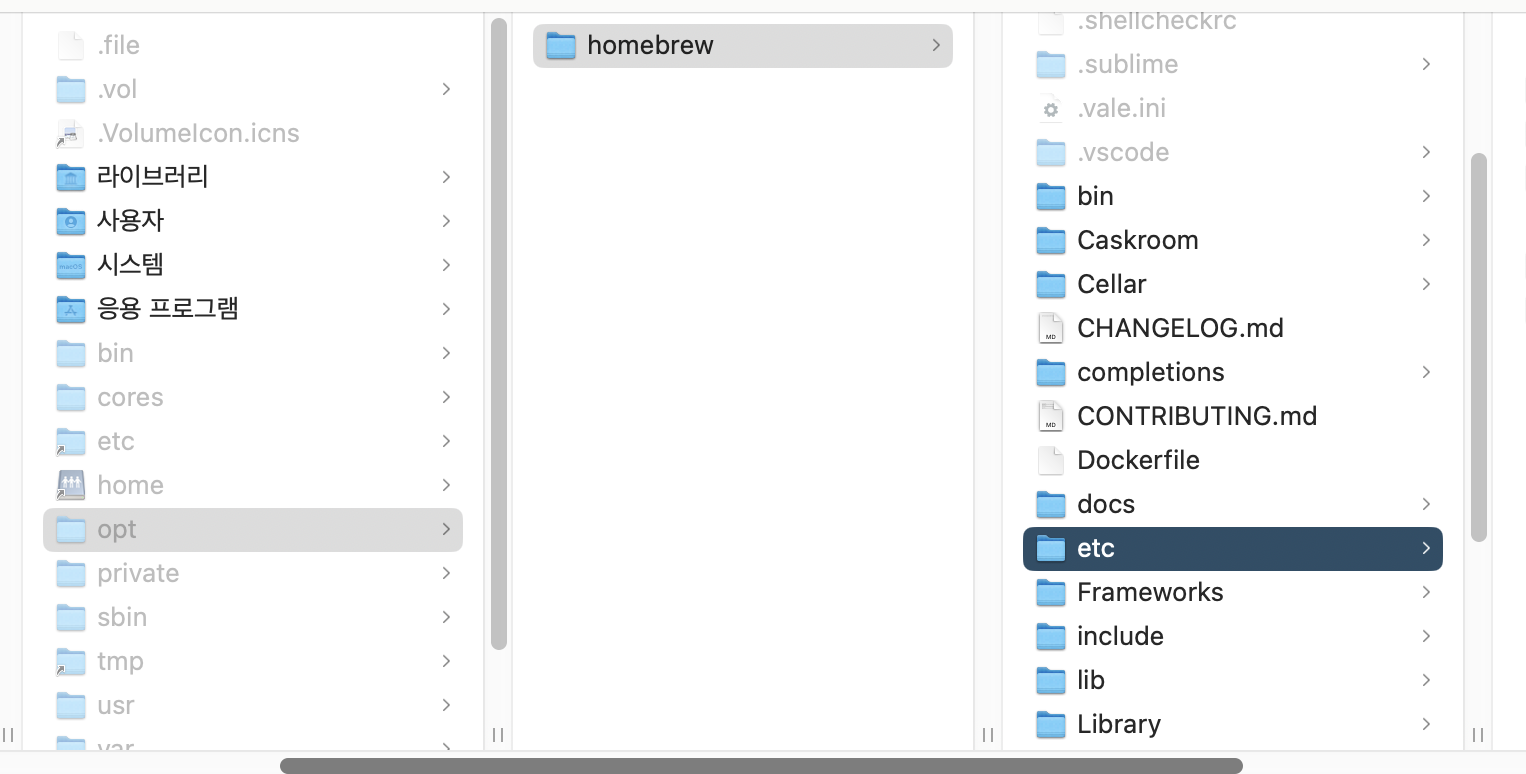 .file
.vol
.VolumeIcon.icns
라이브러리
사용자
시스템
응용 프로그램
bin
cores
etc
home
opt
private
sbin
tmp
usr
var
homebrew
.shellcheckrc
.sublime
.vale.ini
.vscode
bin
Caskroom
Cellar
CHANGELOG.md
completions
CONTRIBUTING.md
Dockerfile
docs
etc
Frameworks
include
lib
Library